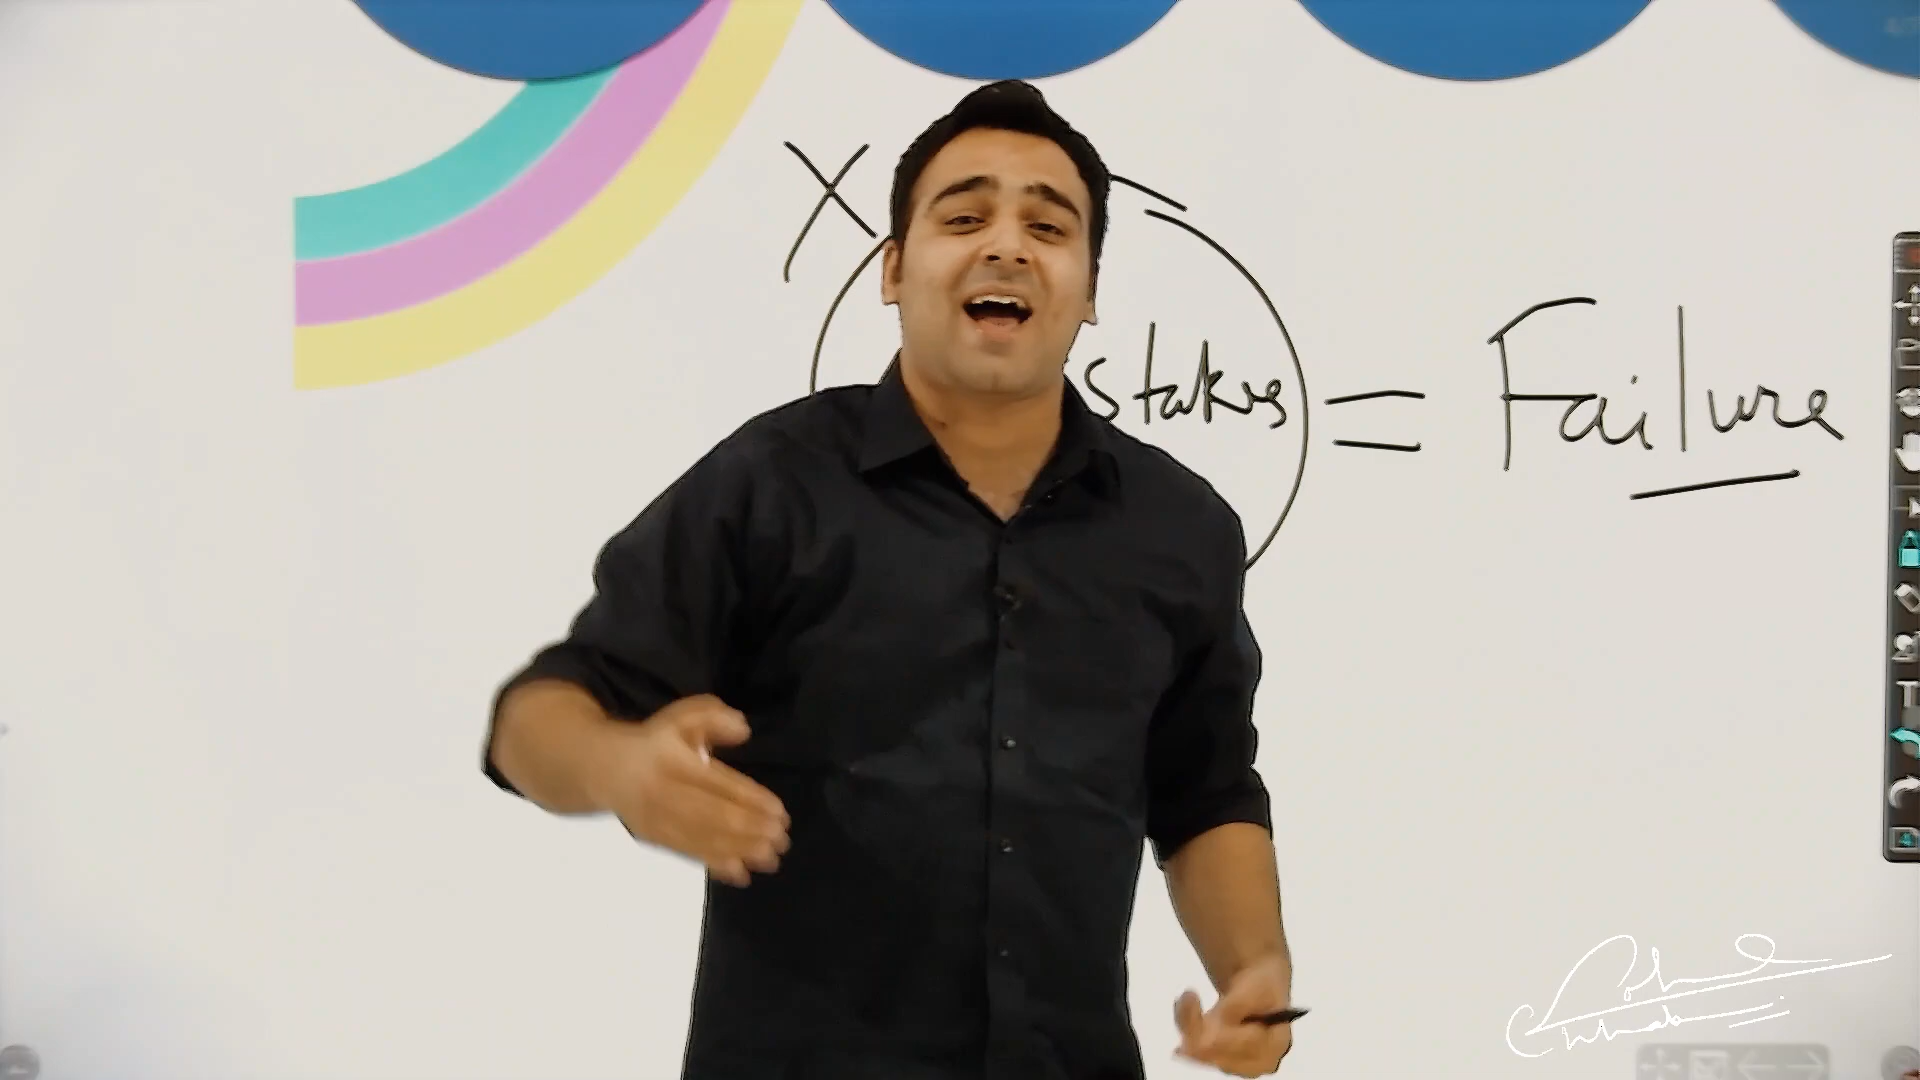 X
stakes = Failure